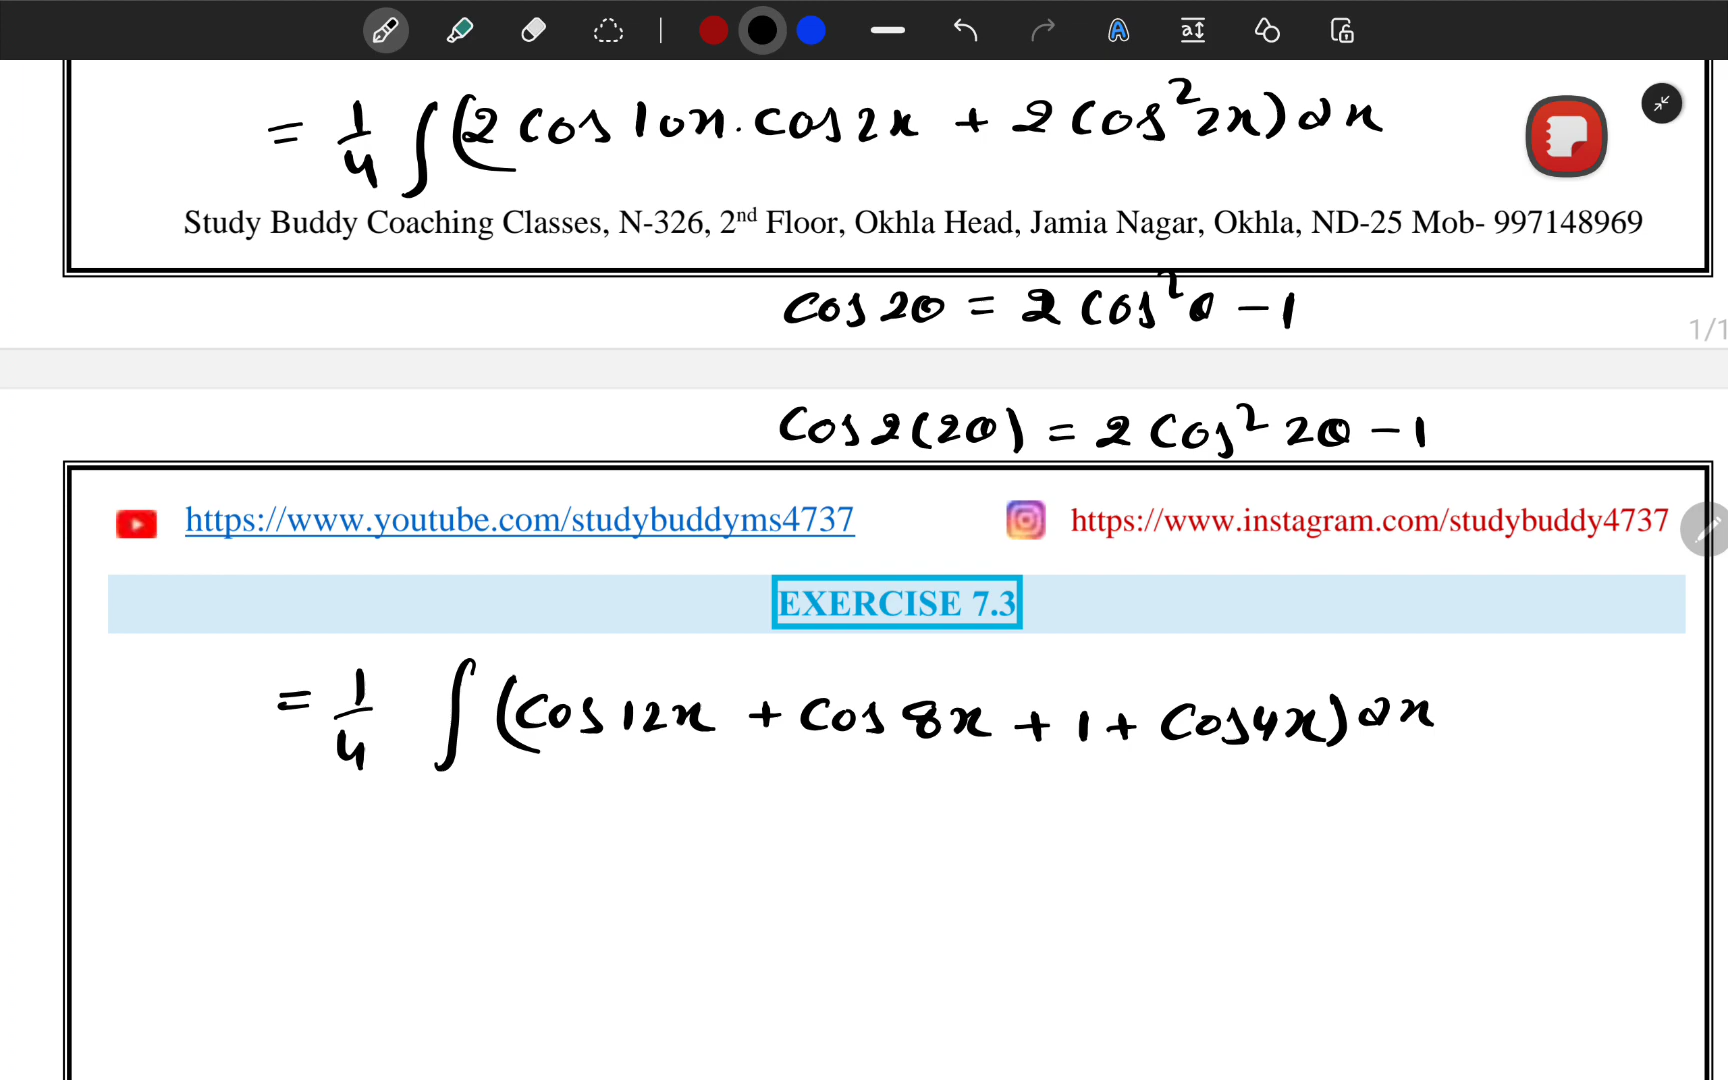 = 1/4 ∫(2 cos 10x . cos 2x + 2 cos² 2x) dx
Study Buddy Coaching Classes, N-326, 2nd Floor, Okhla Head, Jamia Nagar, Okhla, ND-25 Mob- 997148969
cos 2θ = 2 cos² θ - 1
1/1
cos 2(2θ) = 2 cos² 2θ - 1
https://www.youtube.com/studybuddyms4737 https://www.instagram.com/studybuddy4737
EXERCISE 7.3
= 1/4 ∫ (cos 12x + cos 8x + 1 + cos 4x) dx